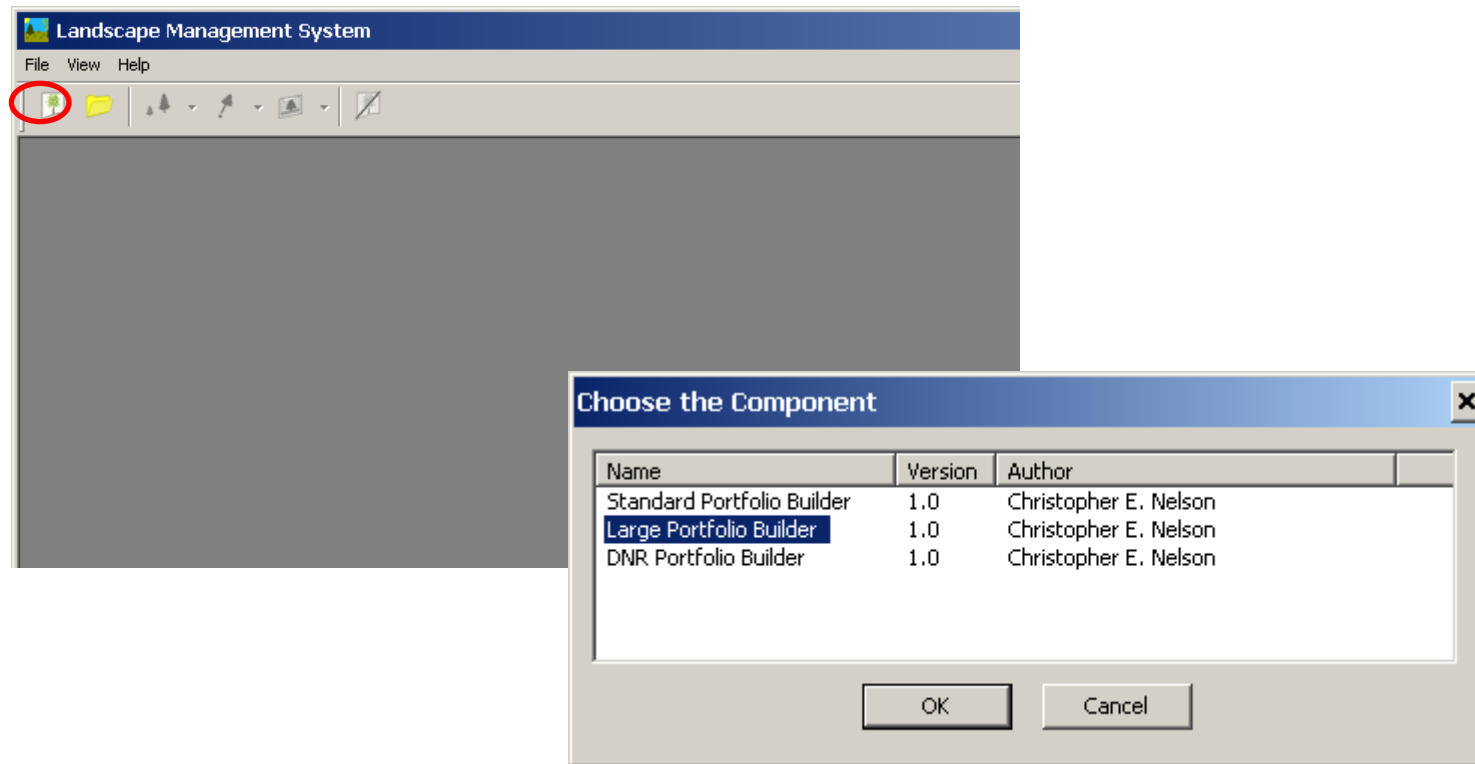 Landscape Management System
File View Help
Choose the Component
Name Version Author
Standard Portfolio Builder 1.0 Christopher E. Nelson
Large Portfolio Builder 1.0 Christopher E. Nelson
DNR Portfolio Builder 1.0 Christopher E. Nelson
OK Cancel